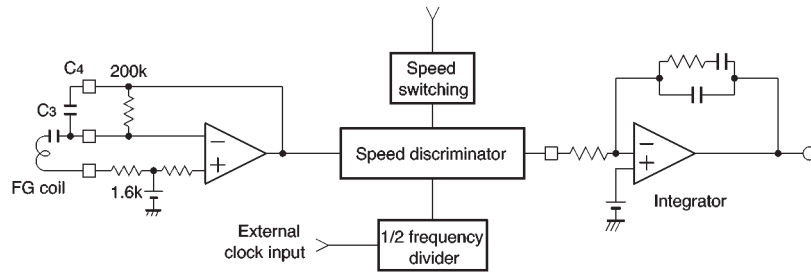 C4
200k
C3
FG coil
1.6k
−
+
Speed
switching
Speed discriminator
External
clock input
1/2 frequency
divider
−
+
Integrator